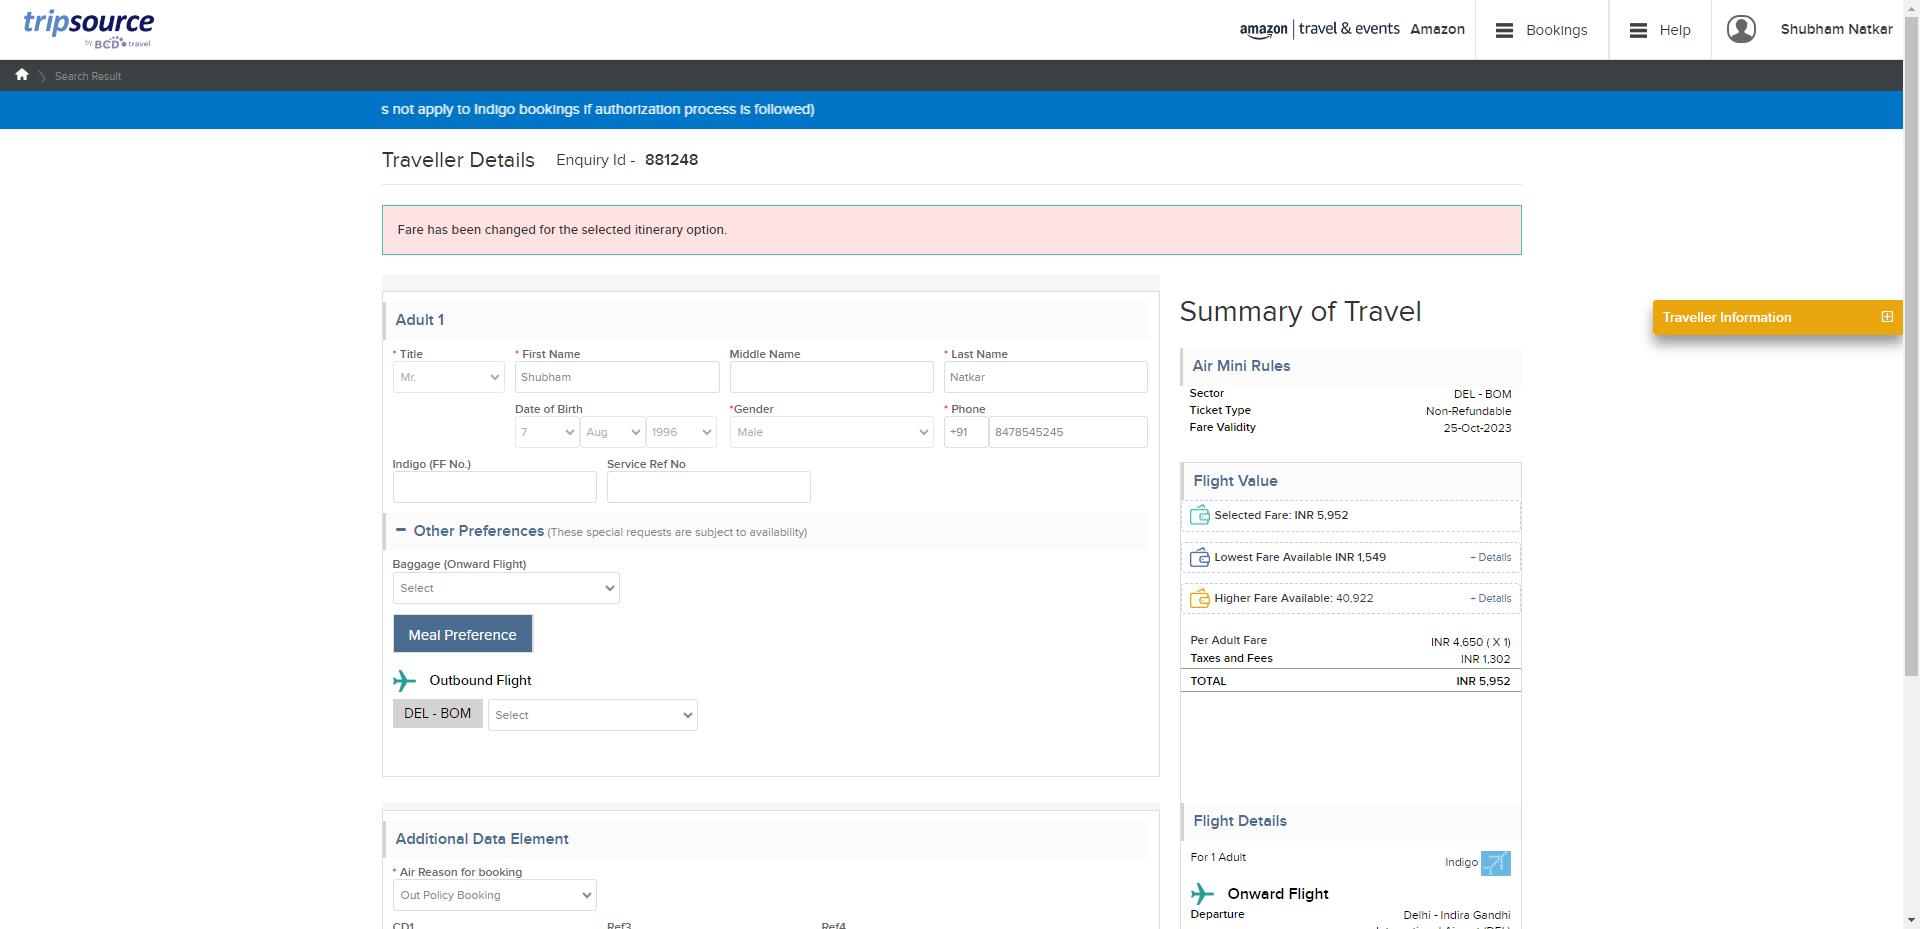 tripsource
by BCD travel
amazon | travel & events Amazon
Bookings
Help
Shubham Natkar
Search Result
s not apply to Indigo bookings if authorization process is followed)
Traveller Details Enquiry Id - 881248
Fare has been changed for the selected itinerary option.
Adult 1
* Title * First Name Middle Name * Last Name
Mr. Shubham Natkar
Date of Birth *Gender * Phone
7 Aug 1996 Male +91 8478545245
Indigo (FF No.) Service Ref No
Other Preferences (These special requests are subject to availability)
Baggage (Onward Flight)
Select
Meal Preference
Outbound Flight
DEL - BOM Select
Additional Data Element
* Air Reason for booking
Out Policy Booking
CD1 Ref3 Ref4
Summary of Travel
Air Mini Rules
Sector DEL - BOM
Ticket Type Non-Refundable
Fare Validity 25-Oct-2023
Flight Value
Selected Fare: INR 5,952
Lowest Fare Available INR 1,549 + Details
Higher Fare Available: 40,922 + Details
Per Adult Fare INR 4,650 ( X 1)
Taxes and Fees INR 1,302
TOTAL INR 5,952
Flight Details
For 1 Adult Indigo
Onward Flight
Departure Delhi - Indira Gandhi
International Airport (DEL)
Traveller Information